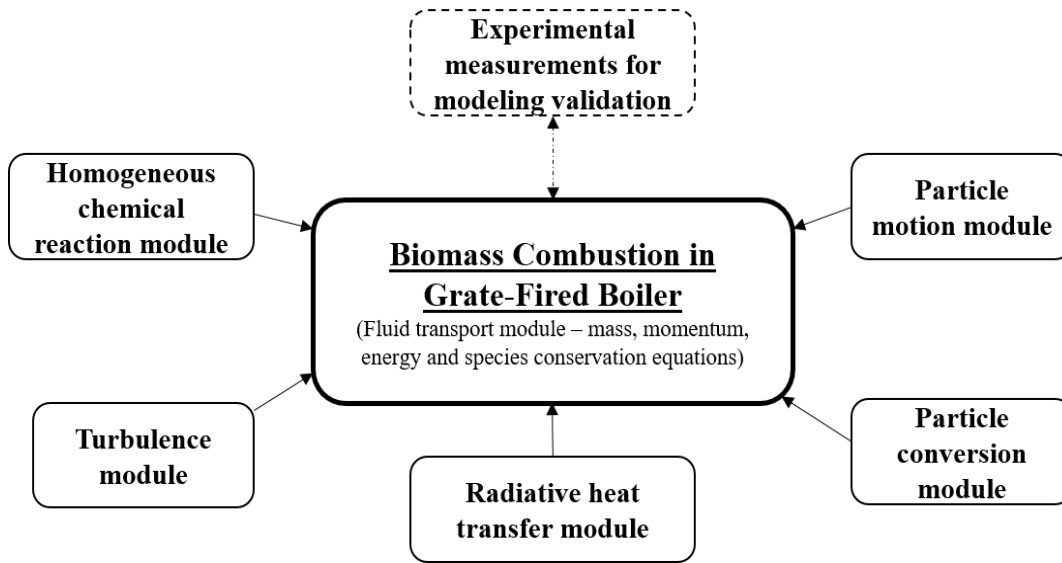 Experimental
measurements for
modeling validation
Homogeneous
chemical
reaction module
Particle
motion module
Biomass Combustion in
Grate-Fired Boiler
(Fluid transport module – mass, momentum,
energy and species conservation equations)
Turbulence
module
Radiative heat
transfer module
Particle
conversion
module